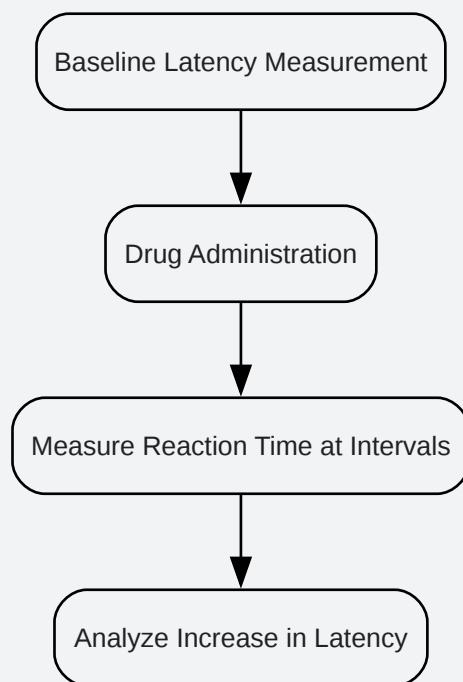 Baseline Latency Measurement
Drug Administration
Measure Reaction Time at Intervals
Analyze Increase in Latency